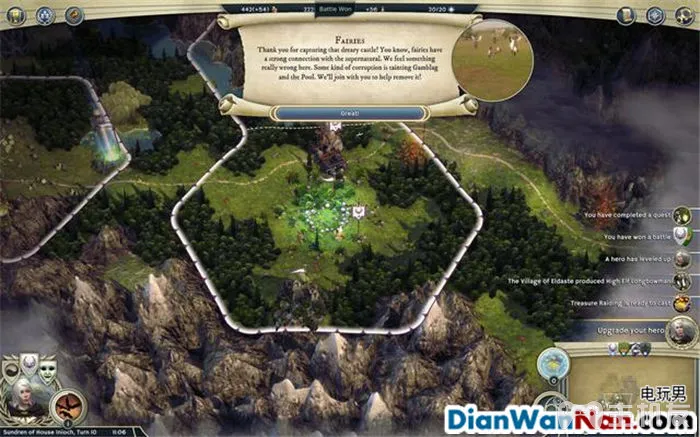 442(+54)
Battle Won
+36
20/20
FAIRIES
Thank you for capturing that dreary castle! You know, fairies have
a strong connection with the supernatural. We feel something
really wrong here. Some kind of corruption is tainting Gamblag
and the Pool. We'll join with you to help remove it!
Great!
You have completed a quest
You have won a battle
A hero has leveled up
The Village of Eldaste produced High Elf Longbowman
Treasure Raiding is ready to cast
Upgrade your hero
电玩男
DianWanNan.com
Sundren of House Inioch, Turn 10
11:06